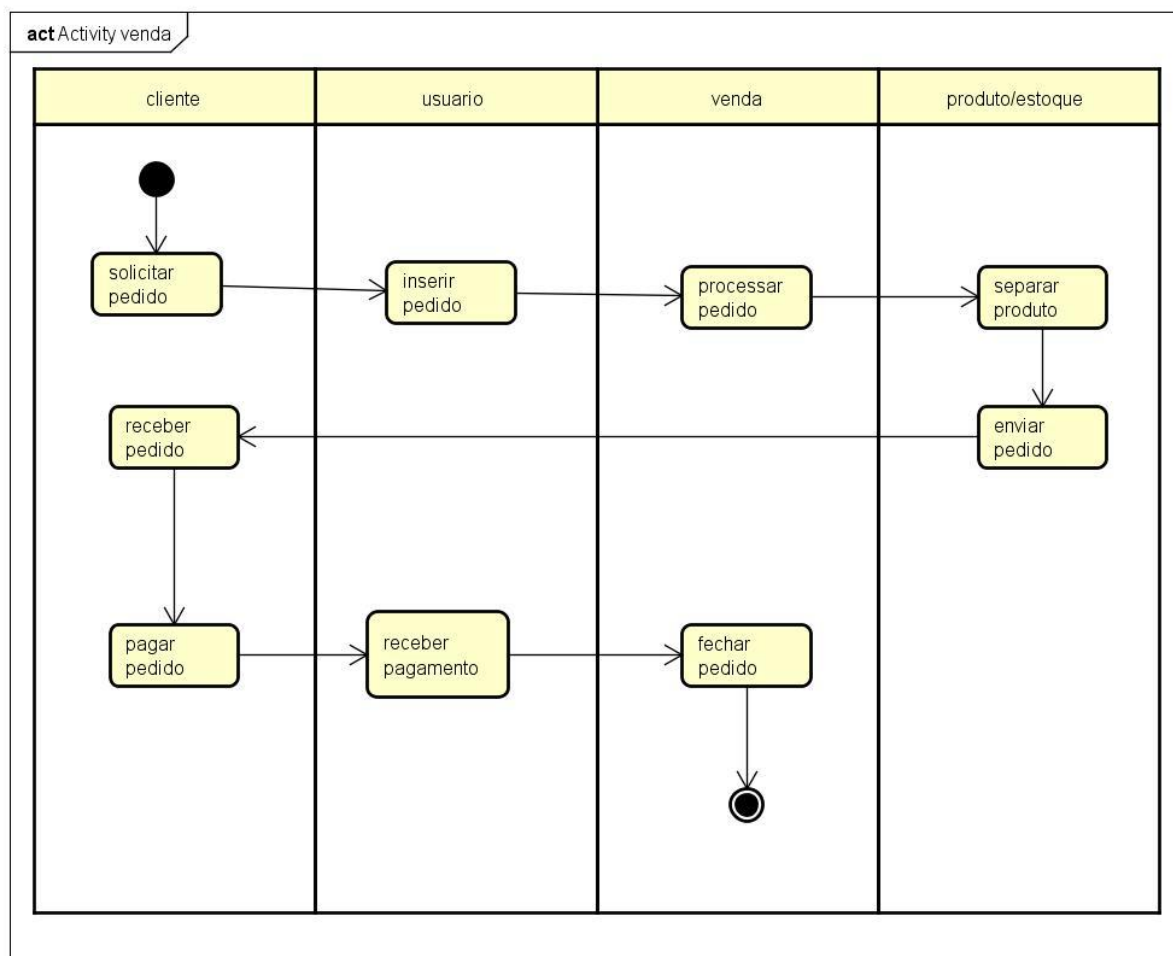 act Activity venda
cliente
usuario
venda
produto/estoque
solicitar
pedido
inserir
pedido
processar
pedido
separar
produto
receber
pedido
enviar
pedido
pagar
pedido
receber
pagamento
fechar
pedido